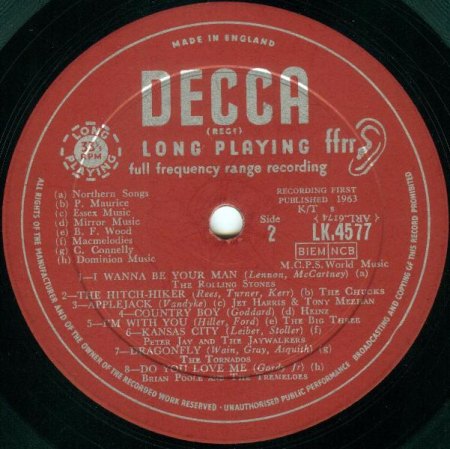 MADE IN ENGLAND
DECCA
(REGT)
LONG PLAYING
ffrr
full frequency range recording
LONG PLAYING
33⅓
RPM
(a) Northern Songs
(b) P. Maurice
(c) Essex Music
(d) Mirror Music
(e) B. F. Wood
(f) Macmelodies
(g) C. Connelly
(h) Dominion Music
RECORDING FIRST
PUBLISHED 1963
K/T
Side
2
LK.4577
BIEM NCB
M.C.P.S. World Music
1—I WANNA BE YOUR MAN (Lennon, McCartney) (a)
THE ROLLING STONES
2—THE HITCH-HIKER (Rees, Turner, Kerr) (b) THE CHUCKS
3—APPLEJACK (Vandyke) (c) JET HARRIS & TONY MEEHAN
4—COUNTRY BOY (Goddard) (d) HEINZ
5—I'M WITH YOU (Hiller, Ford) (e) THE BIG THREE
6—KANSAS CITY (Leiber, Stoller) (f)
PETER JAY AND THE JAYWALKERS
7—DRAGONFLY (Wain, Gray, Asquith) (g)
THE TORNADOS
8—DO YOU LOVE ME (Gordy, Jr) (h)
BRIAN POOLE AND THE TREMELOES
ALL RIGHTS OF THE MANUFACTURER AND OF THE OWNER OF THE RECORDED WORK RESERVED · UNAUTHORISED PUBLIC PERFORMANCE BROADCASTING AND COPYING OF THIS RECORD PROHIBITED